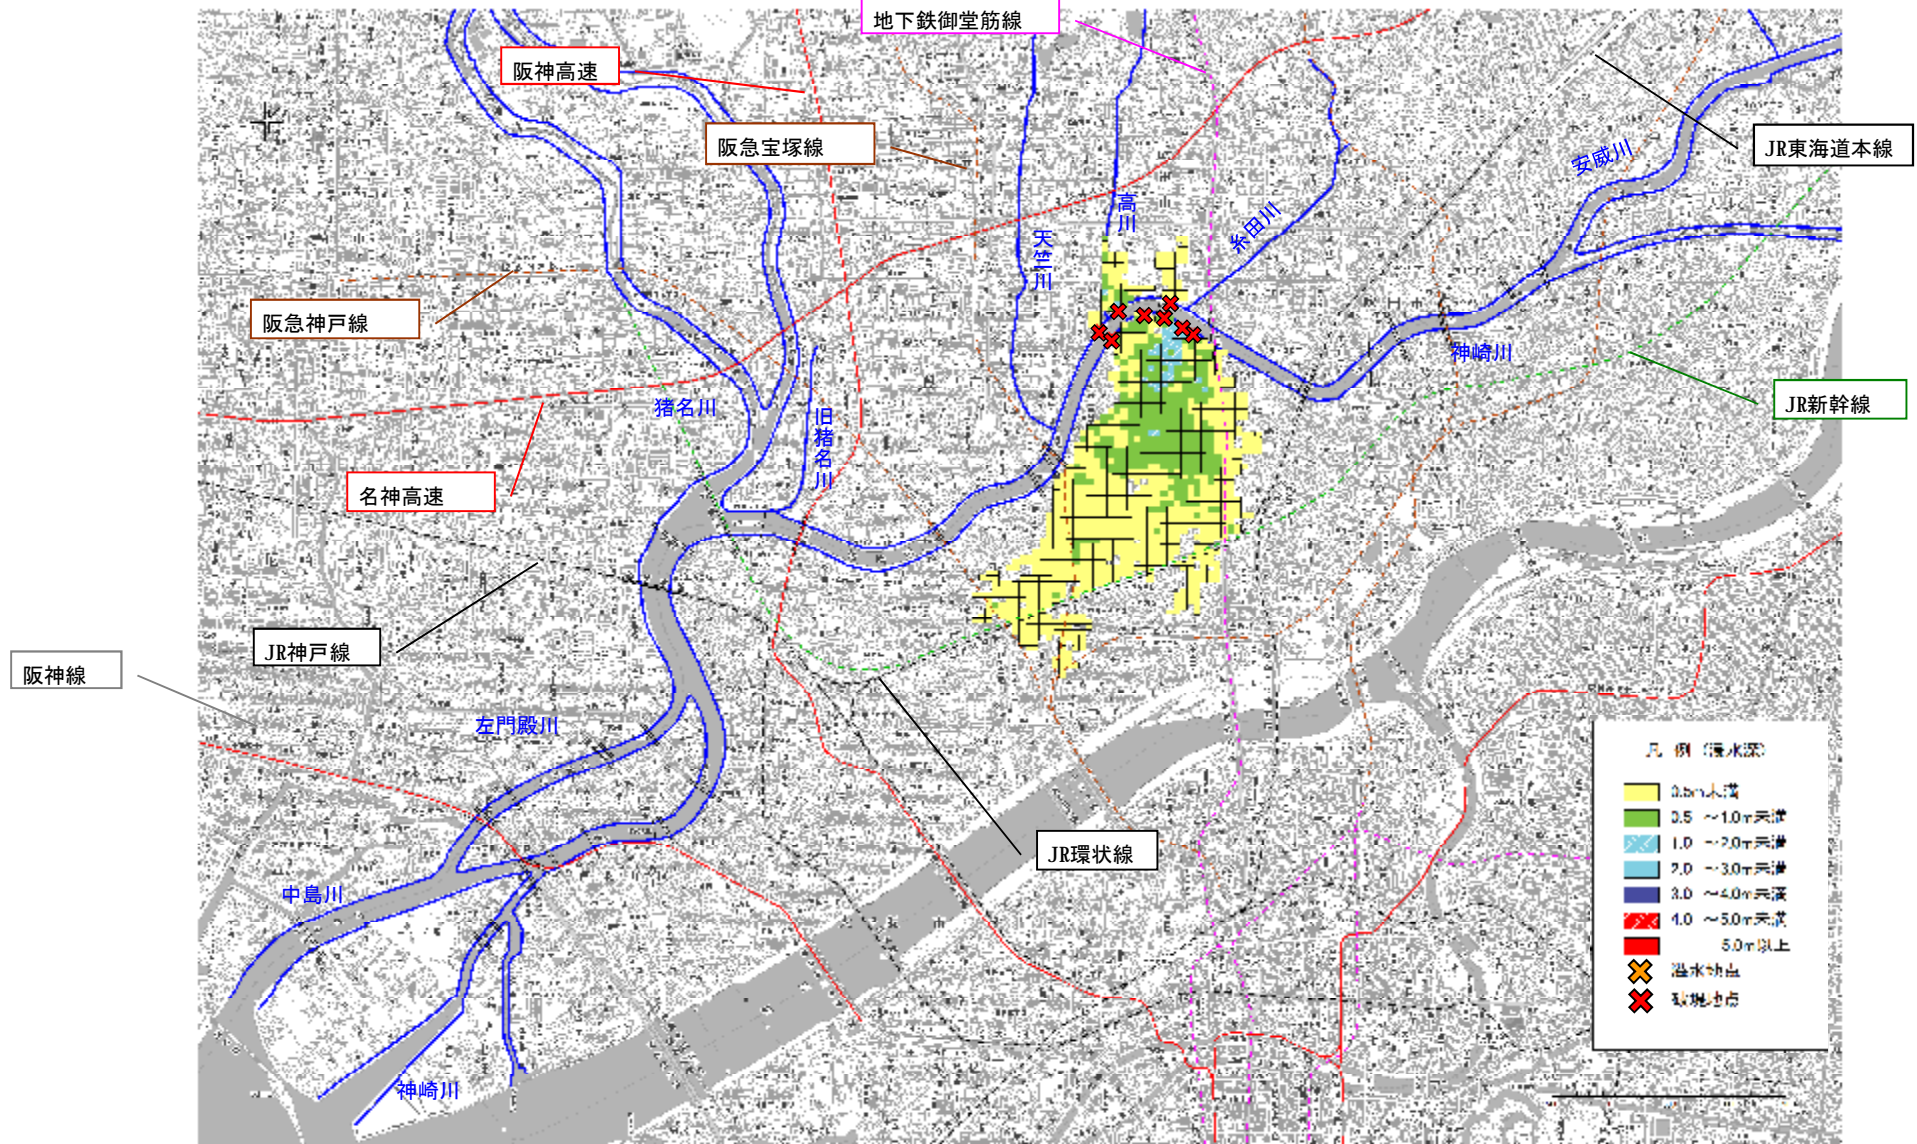 地下鉄御堂筋線
阪神高速
阪急宝塚線
JR東海道本線
安威川
高川
糸田川
天竺川
阪急神戸線
神崎川
JR新幹線
猪名川
旧猪名川
名神高速
JR神戸線
阪神線
左門殿川
JR環状線
中島川
神崎川
凡 例 (浸水深)
0.5m未満
0.5 ～1.0m未満
1.0 ～2.0m未満
2.0 ～3.0m未満
3.0 ～4.0m未満
4.0 ～5.0m未満
5.0m以上
溢水地点
破堤地点